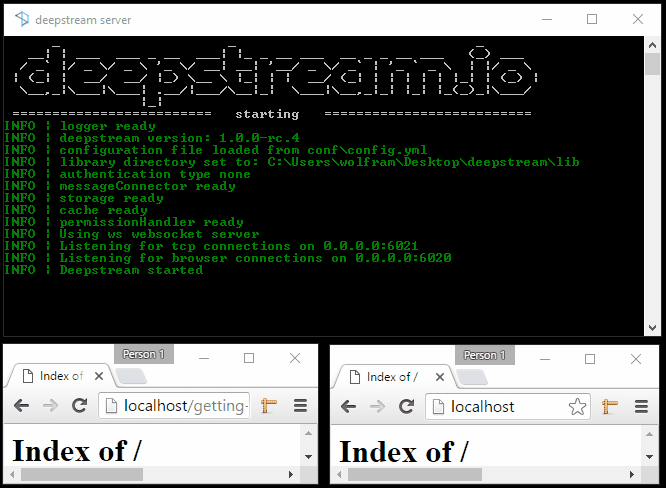 deepstream server
deepstream.io
starting
INFO | logger ready
INFO | deepstream version: 1.0.0-rc.4
INFO | configuration file loaded from conf\config.yml
INFO | library directory set to: C:\Users\wolfram\Desktop\deepstream\lib
INFO | authentication type none
INFO | messageConnector ready
INFO | storage ready
INFO | cache ready
INFO | permissionHandler ready
INFO | Using ws websocket server
INFO | Listening for tcp connections on 0.0.0.0:6021
INFO | Listening for browser connections on 0.0.0.0:6020
INFO | Deepstream started
Person 1
Index of
localhost/getting-
Index of /
Person 1
Index of /
localhost
Index of /